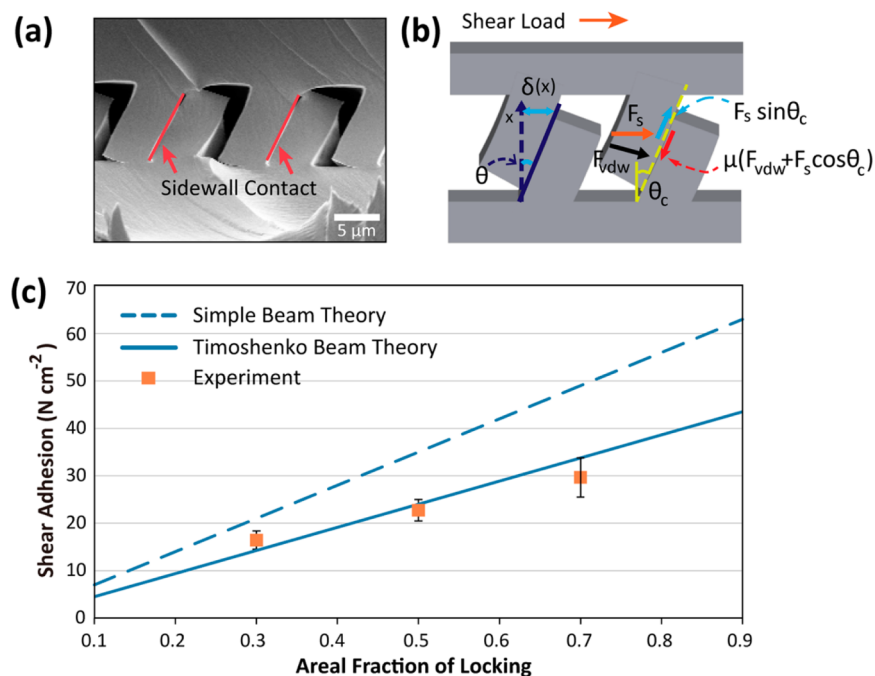 (a)
Sidewall Contact
5 µm
(b)
Shear Load
δ(x)
x
θ
F_s
F_vdw
θ_c
F_s sinθ_c
µ(F_vdw+F_s cosθ_c)
(c)
Shear Adhesion (N cm⁻²)
70
60
50
40
30
20
10
0
Simple Beam Theory
Timoshenko Beam Theory
Experiment
0.1 0.2 0.3 0.4 0.5 0.6 0.7 0.8 0.9
Areal Fraction of Locking